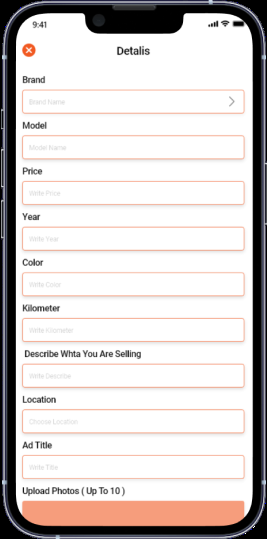 9:41
Detalis
Brand
Brand Name
Model
Model Name
Price
Write Price
Year
Write Year
Color
Write Color
Kilometer
Write Kilometer
Describe Whta You Are Selling
Write Describe
Location
Choose Location
Ad Title
Write Title
Upload Photos ( Up To 10 )